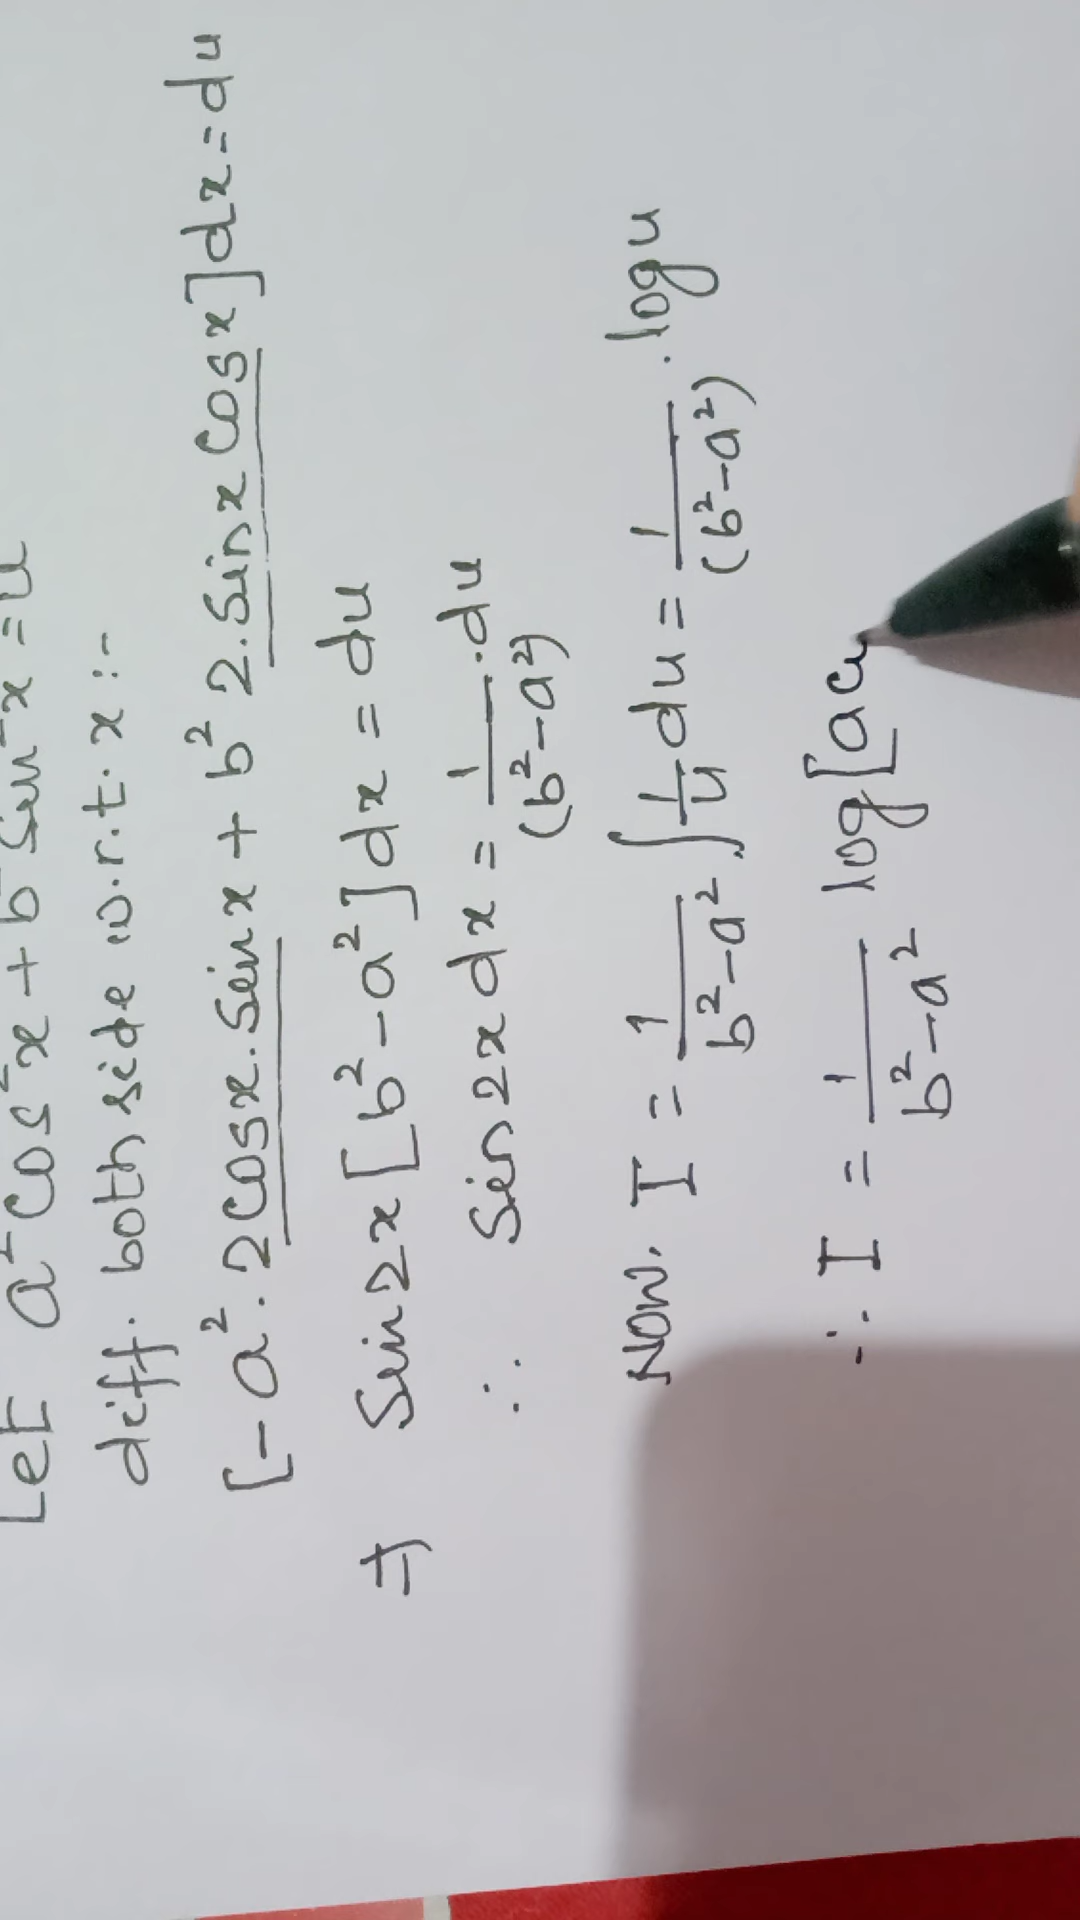 Let a²cos²x + b²sin²x = u
diff. both side w.r.t. x :-
[-a². 2cosx. sinx + b² 2. sinx cosx] dx = du
⇒ sin2x [b² - a²] dx = du
∴ sin2x dx = 1/(b² - a²) . du
Now, I = 1/b² - a² . ∫ 1/u du = 1/(b² - a²) . log u
∴ I = 1/b² - a² log [a